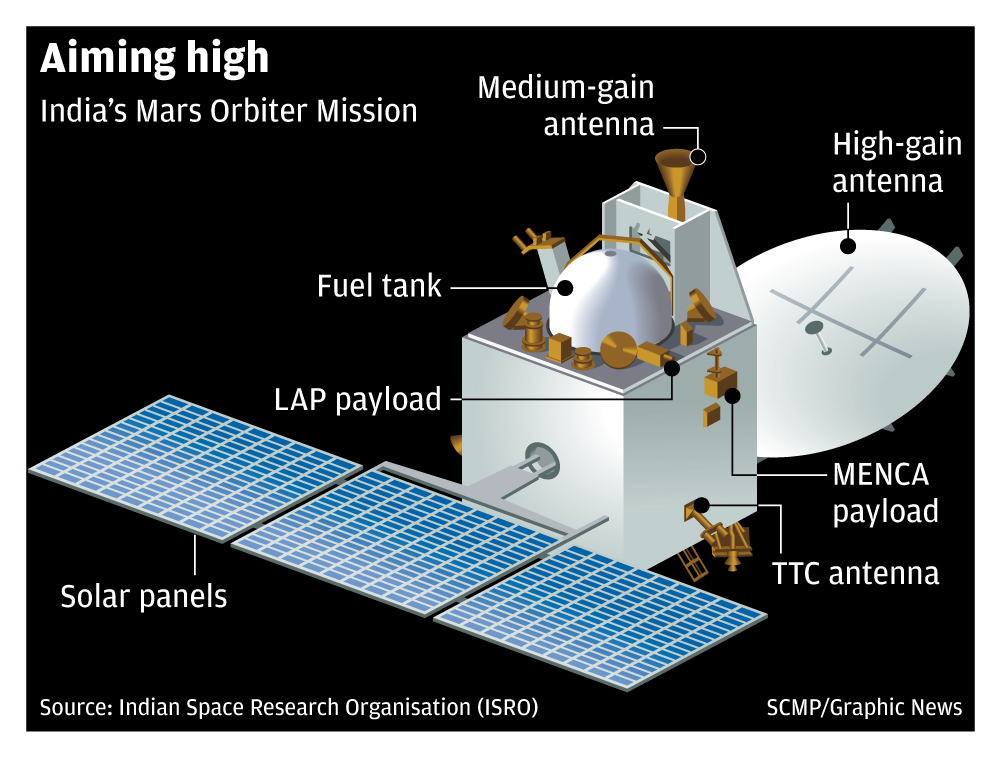 Aiming high
India's Mars Orbiter Mission
Medium-gain
antenna
High-gain
antenna
Fuel tank
LAP payload
MENCA
payload
TTC antenna
Solar panels
Source: Indian Space Research Organisation (ISRO)
SCMP/Graphic News